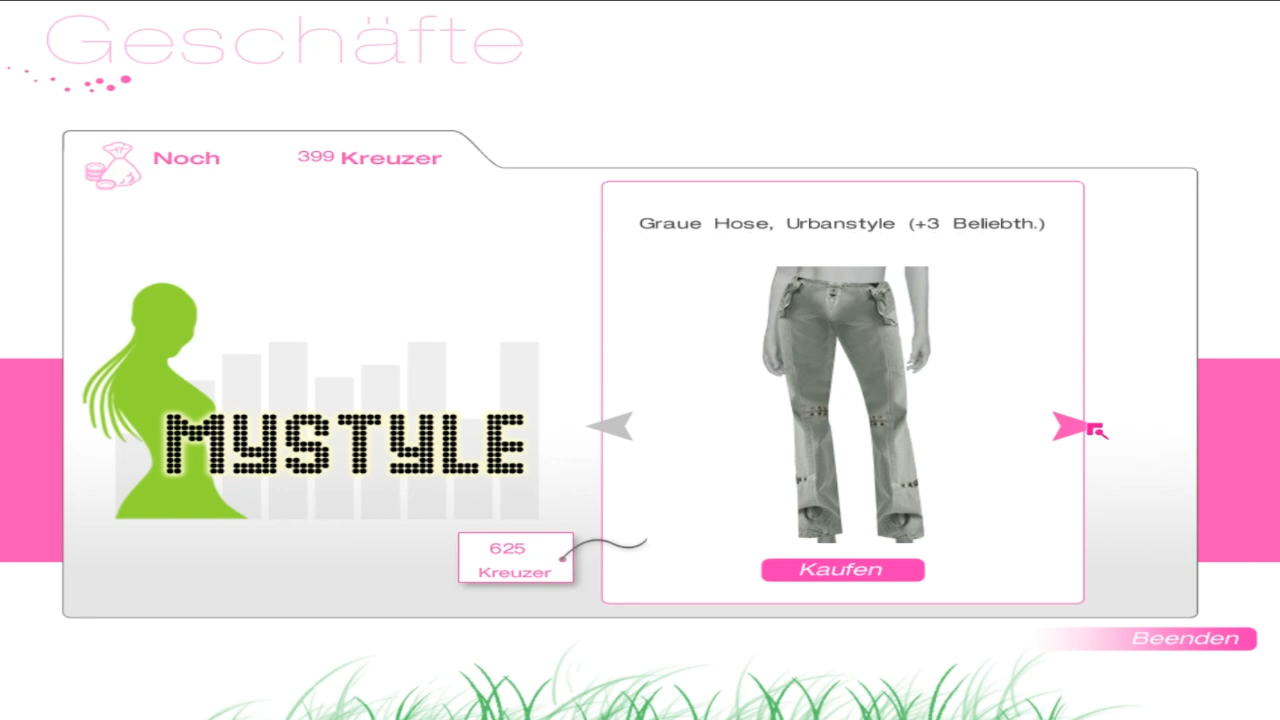 Geschäfte
Noch 399 Kreuzer
Graue Hose, Urbanstyle (+3 Beliebth.)
MYSTYLE
625
Kreuzer
Kaufen
Beenden